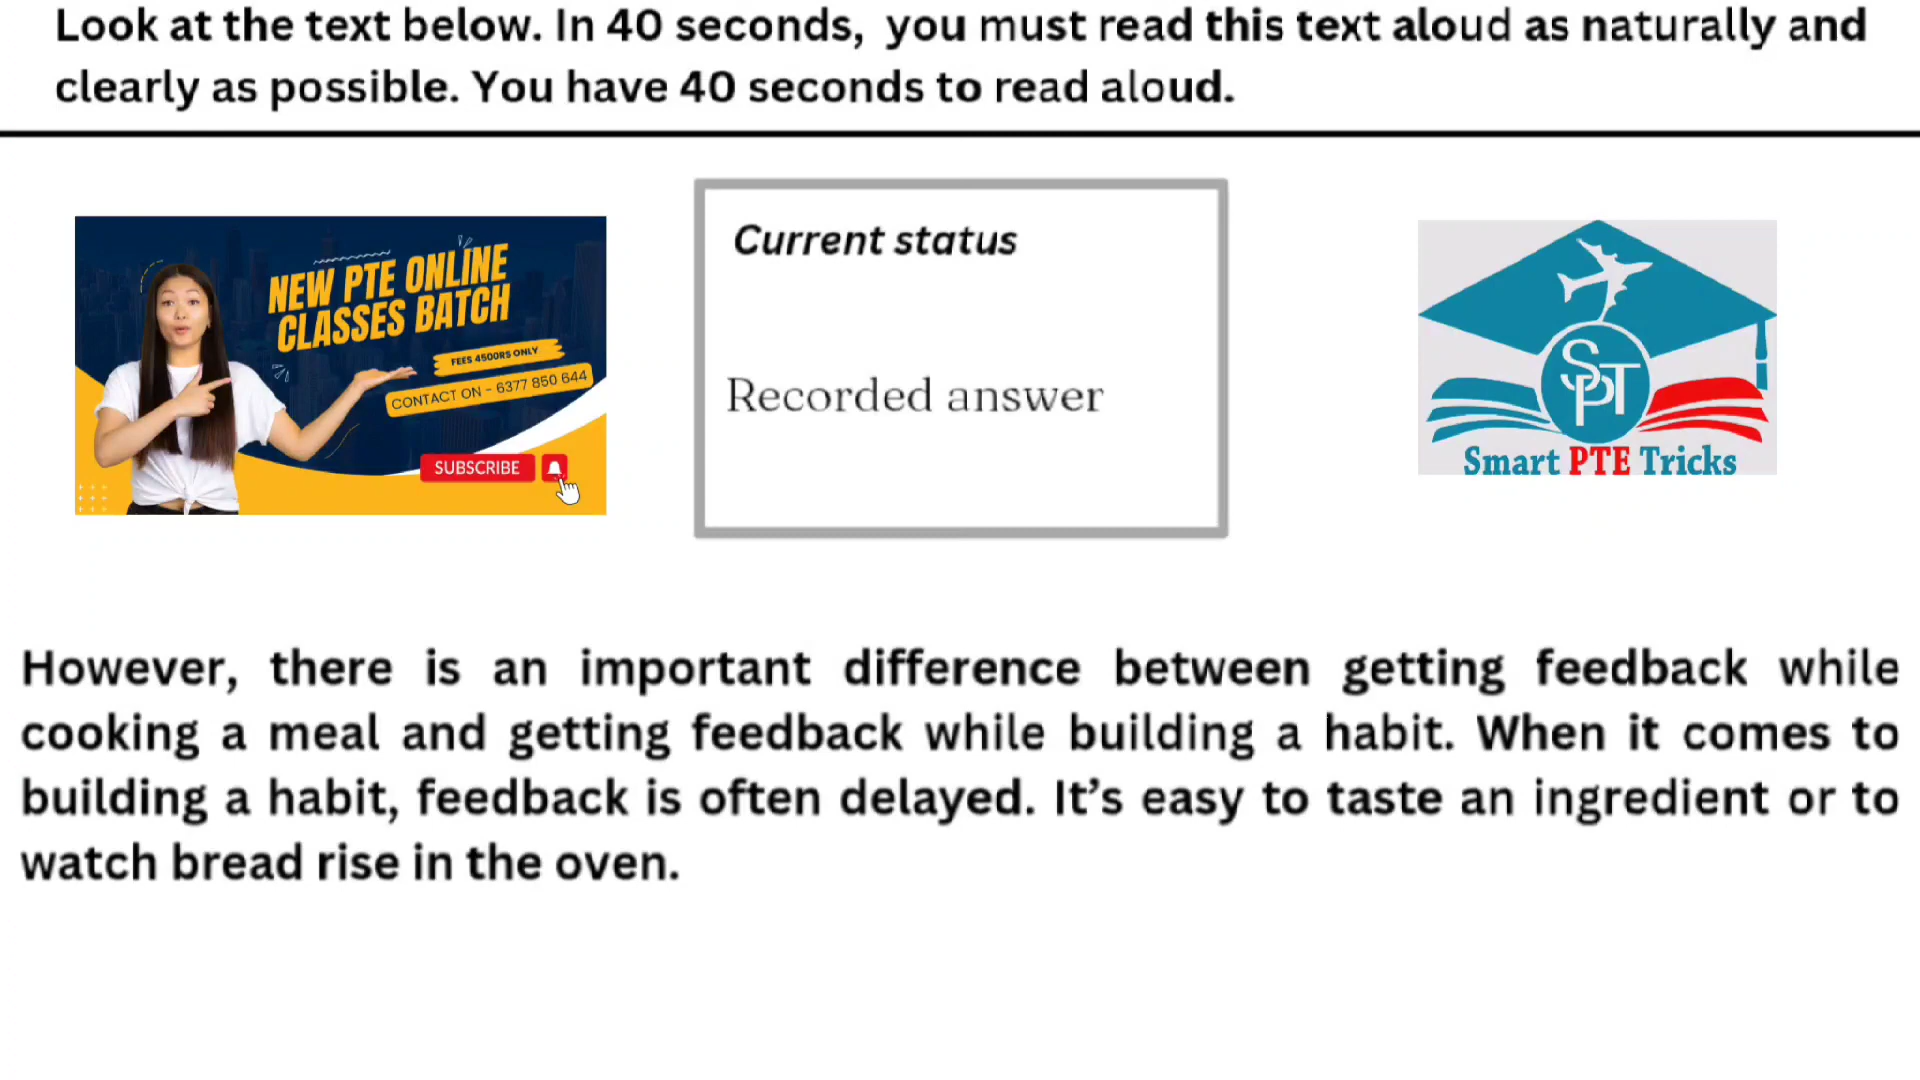 Look at the text below. In 40 seconds, you must read this text aloud as naturally and
clearly as possible. You have 40 seconds to read aloud.
NEW PTE ONLINE
CLASSES BATCH
FEES 4500RS ONLY
CONTACT ON - 6377 850 644
SUBSCRIBE
Current status
Recorded answer
SPT
Smart PTE Tricks
However, there is an important difference between getting feedback while
cooking a meal and getting feedback while building a habit. When it comes to
building a habit, feedback is often delayed. It's easy to taste an ingredient or to
watch bread rise in the oven.